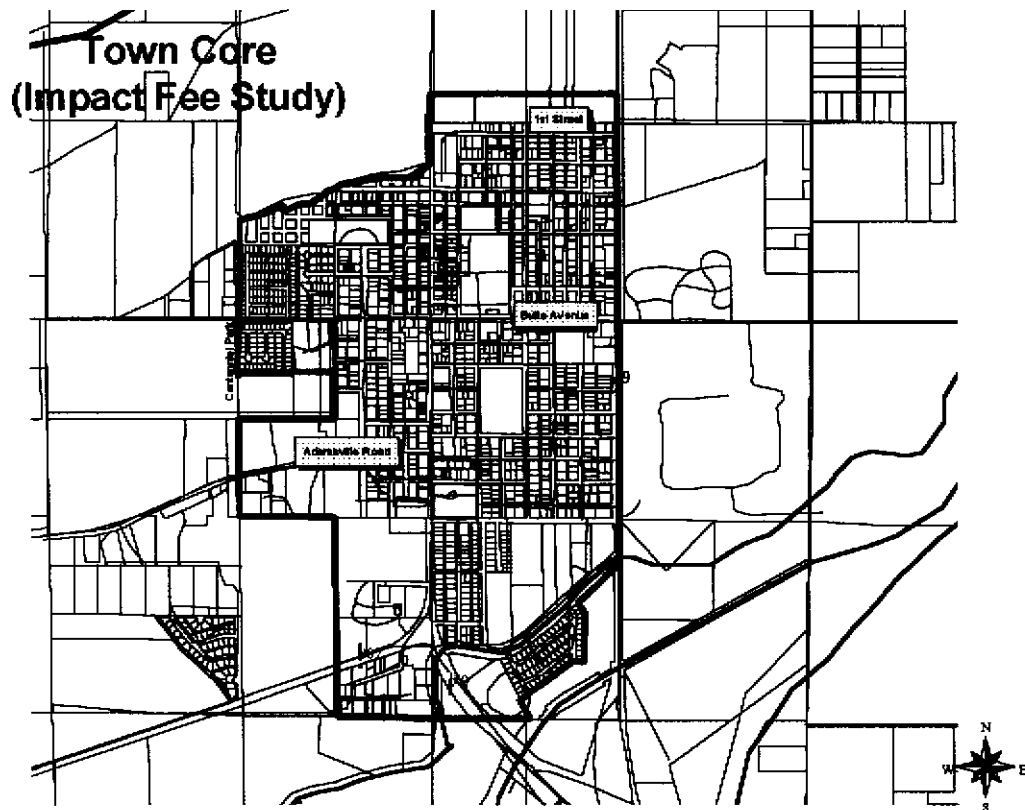 Town Core
(Impact Fee Study)
1st Street
Butte Avenue
Adamsville Road
N
W
E
S